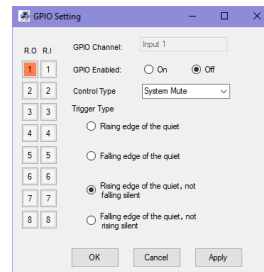 GPIO Setting
R.O R.I
GPIO Channel: Input 1
1 1
GPIO Enabled: On Off
2 2
Control Type System Mute
3 3
Trigger Type
4 4
Rising edge of the quiet
5 5
Falling edge of the quiet
6 6
7 7
Rising edge of the quiet, not
falling silent
8 8
Falling edge of the quiet, not
rising silent
OK Cancel Apply